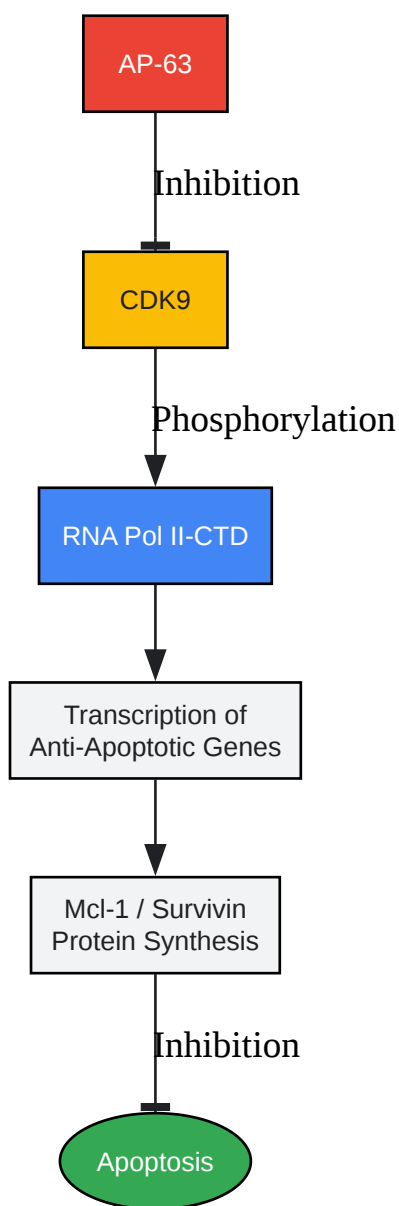 AP-63
Inhibition
CDK9
Phosphorylation
RNA Pol II-CTD
Transcription of
Anti-Apoptotic Genes
Mcl-1 / Survivin
Protein Synthesis
Inhibition
Apoptosis